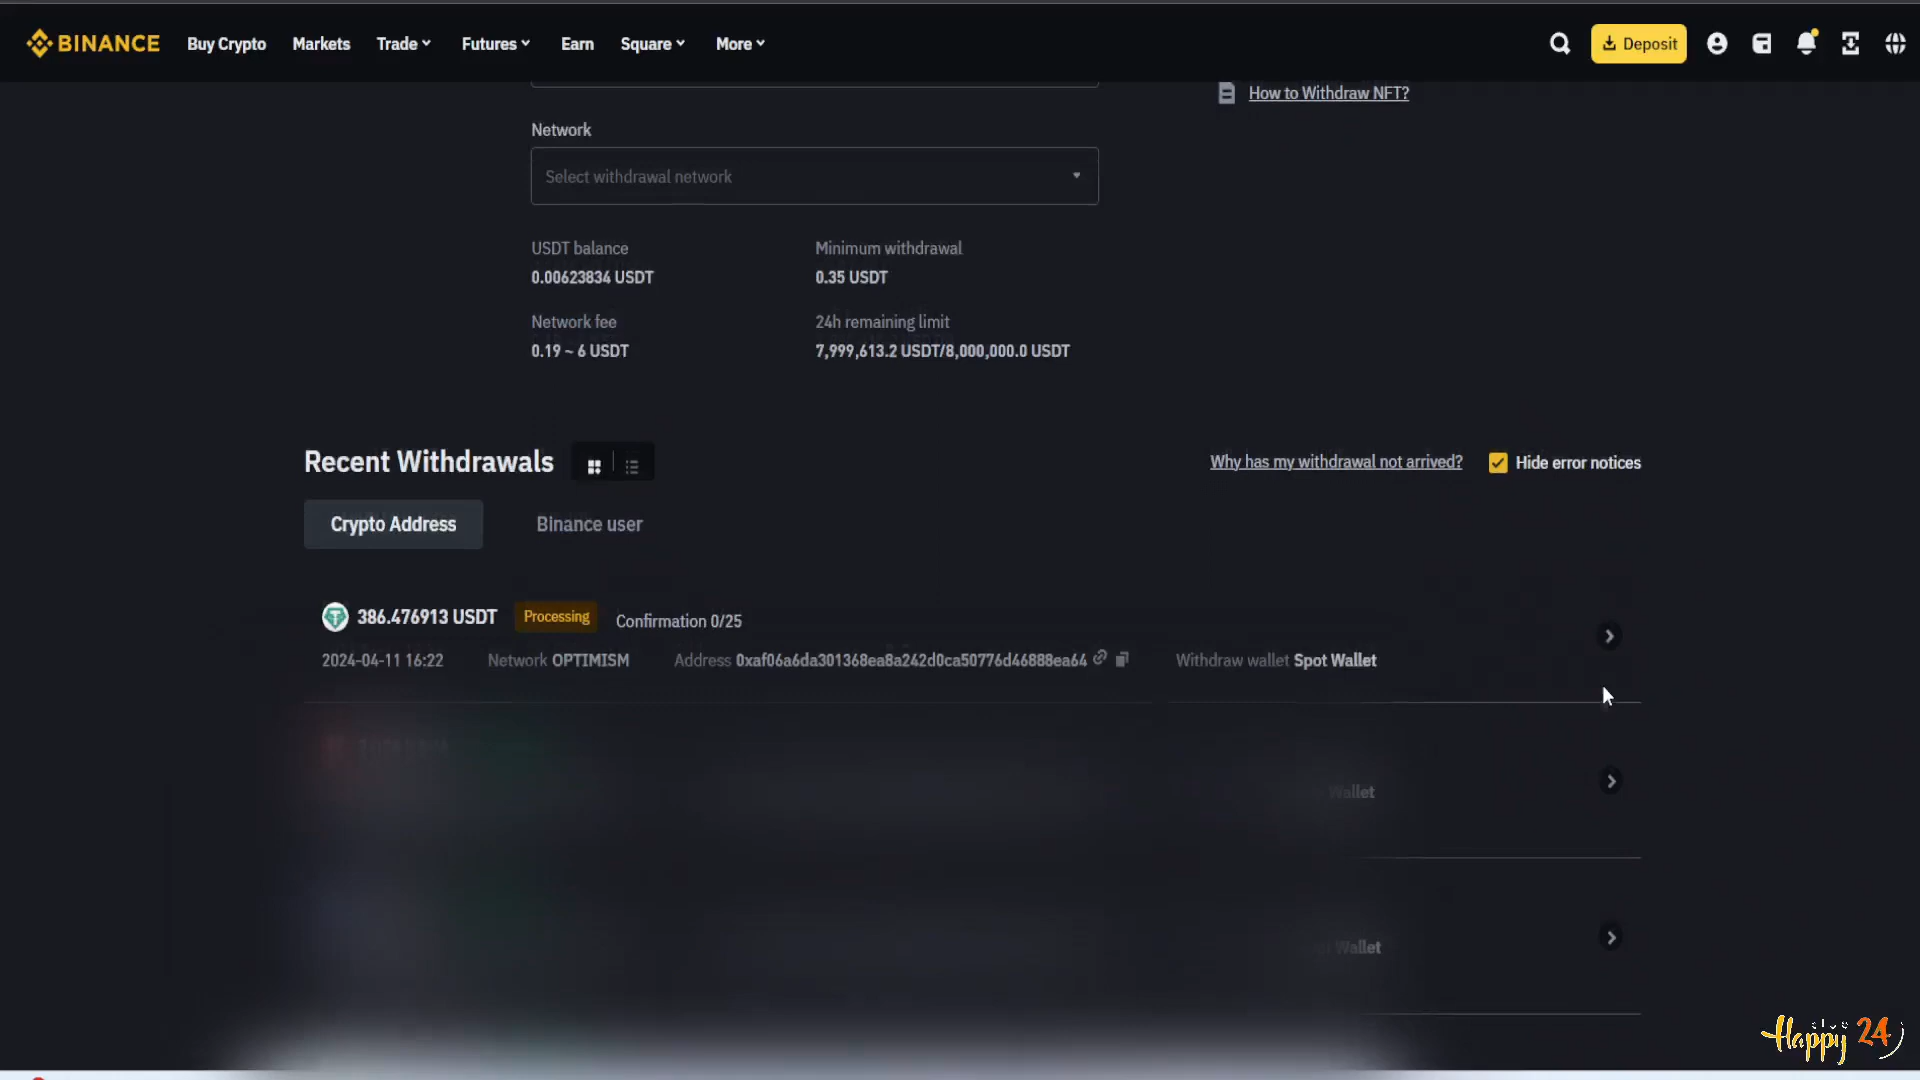 BINANCE Buy Crypto Markets Trade Futures Earn Square More Deposit
How to Withdraw NFT?
Network
Select withdrawal network
USDT balance Minimum withdrawal
0.00623834 USDT 0.35 USDT
Network fee 24h remaining limit
0.19 ~ 6 USDT 7,999,613.2 USDT/8,000,000.0 USDT
Recent Withdrawals Why has my withdrawal not arrived? Hide error notices
Crypto Address Binance user
386.476913 USDT Processing Confirmation 0/25
2024-04-11 16:22 Network OPTIMISM Address 0xaf06a6da301368ea8a242d0ca50776d46888ea64 Withdraw wallet Spot Wallet
Wallet
Wallet
Happy 24